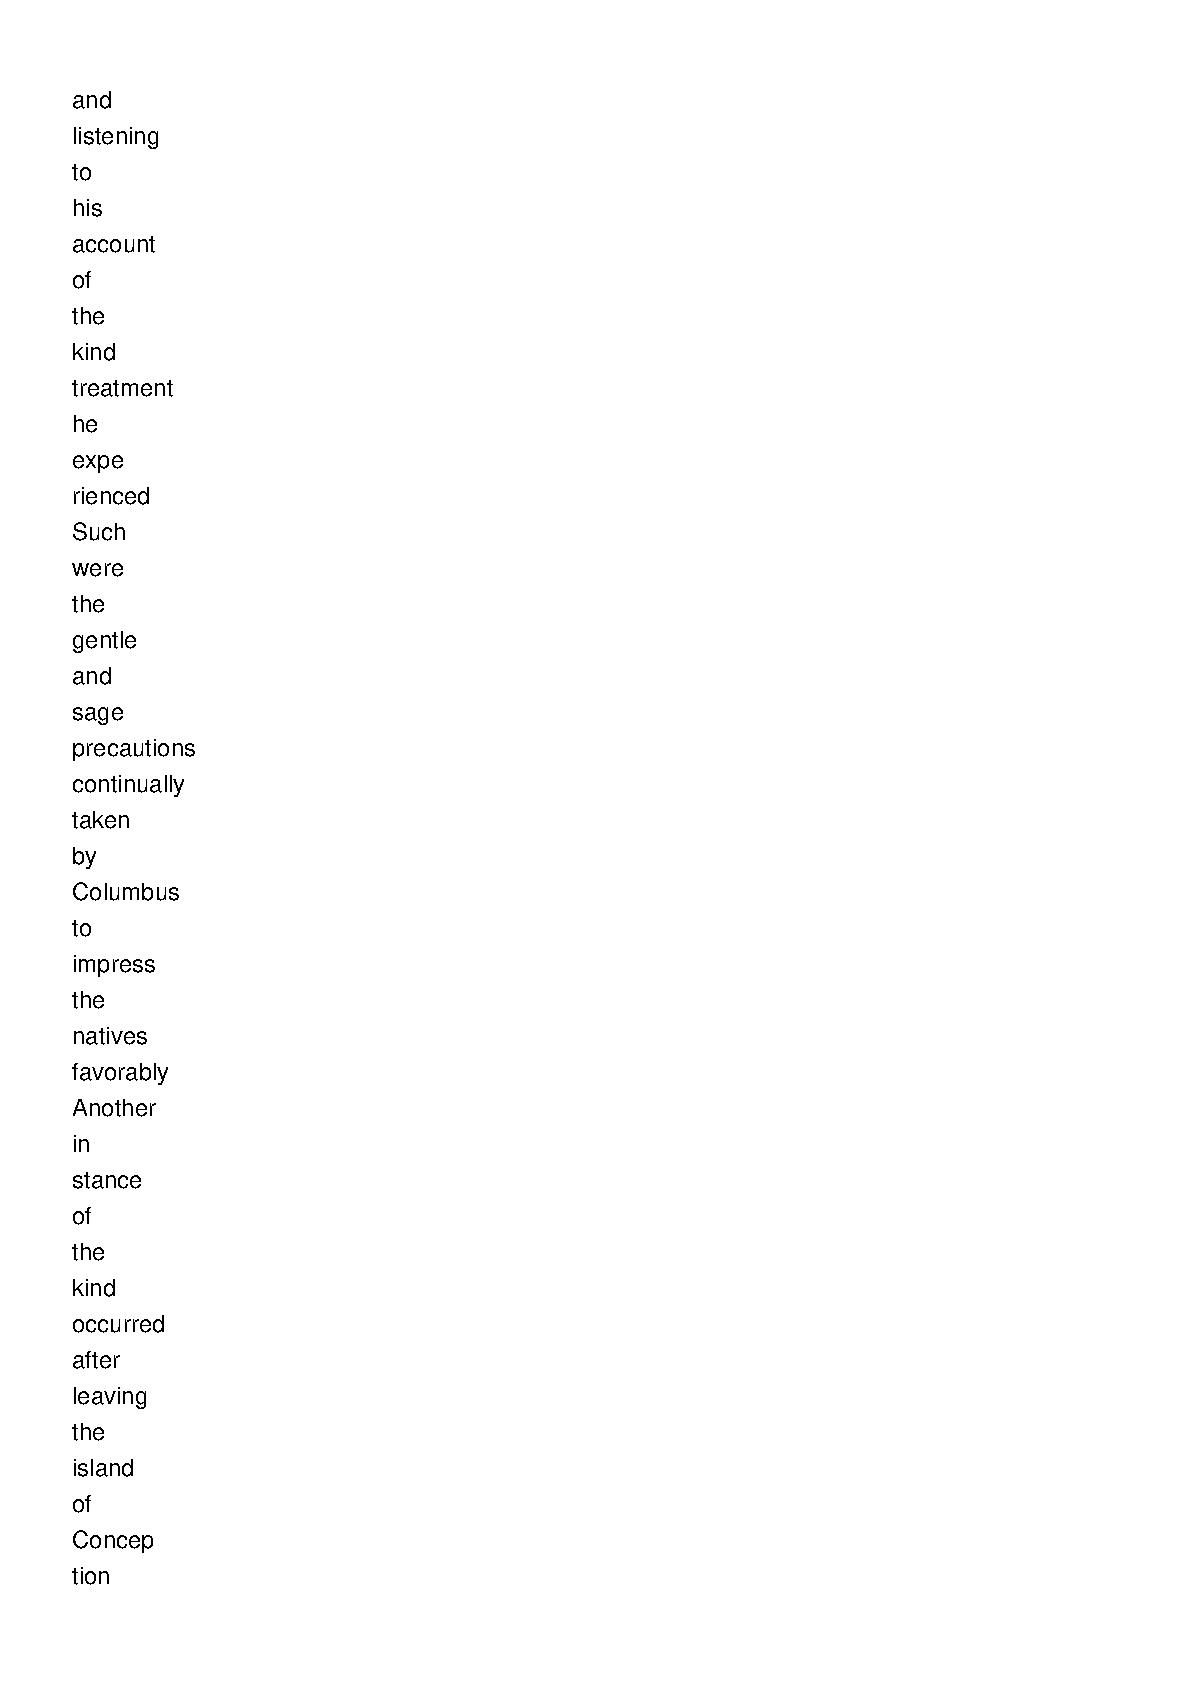 and
listening
to
his
account
of
the
kind
treatment
he
expe
rienced
Such
were
the
gentle
and
sage
precautions
continually
taken
by
Columbus
to
impress
the
natives
favorably
Another
in
stance
of
the
kind
occurred
after
leaving
the
island
of
Concep
tion